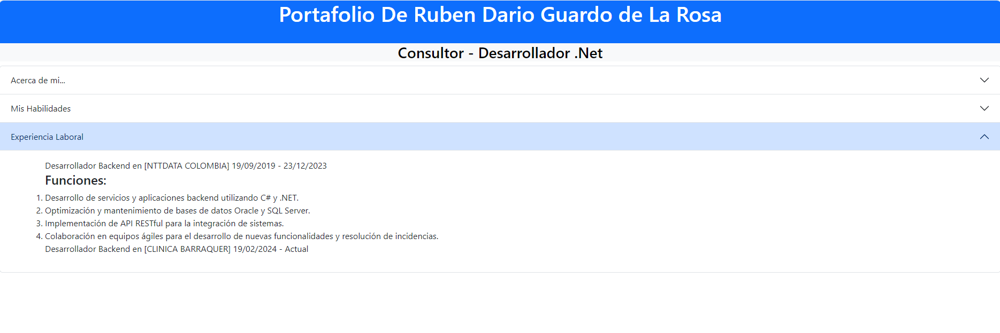 Portafolio De Ruben Dario Guardo de La Rosa
Consultor - Desarrollador .Net
Acerca de mi...
Mis Habilidades
Experiencia Laboral
Desarrollador Backend en [NTTDATA COLOMBIA] 19/09/2019 - 23/12/2023
Funciones:
1. Desarrollo de servicios y aplicaciones backend utilizando C# y .NET.
2. Optimización y mantenimiento de bases de datos Oracle y SQL Server.
3. Implementación de API RESTful para la integración de sistemas.
4. Colaboración en equipos ágiles para el desarrollo de nuevas funcionalidades y resolución de incidencias.
Desarrollador Backend en [CLINICA BARRAQUER] 19/02/2024 - Actual